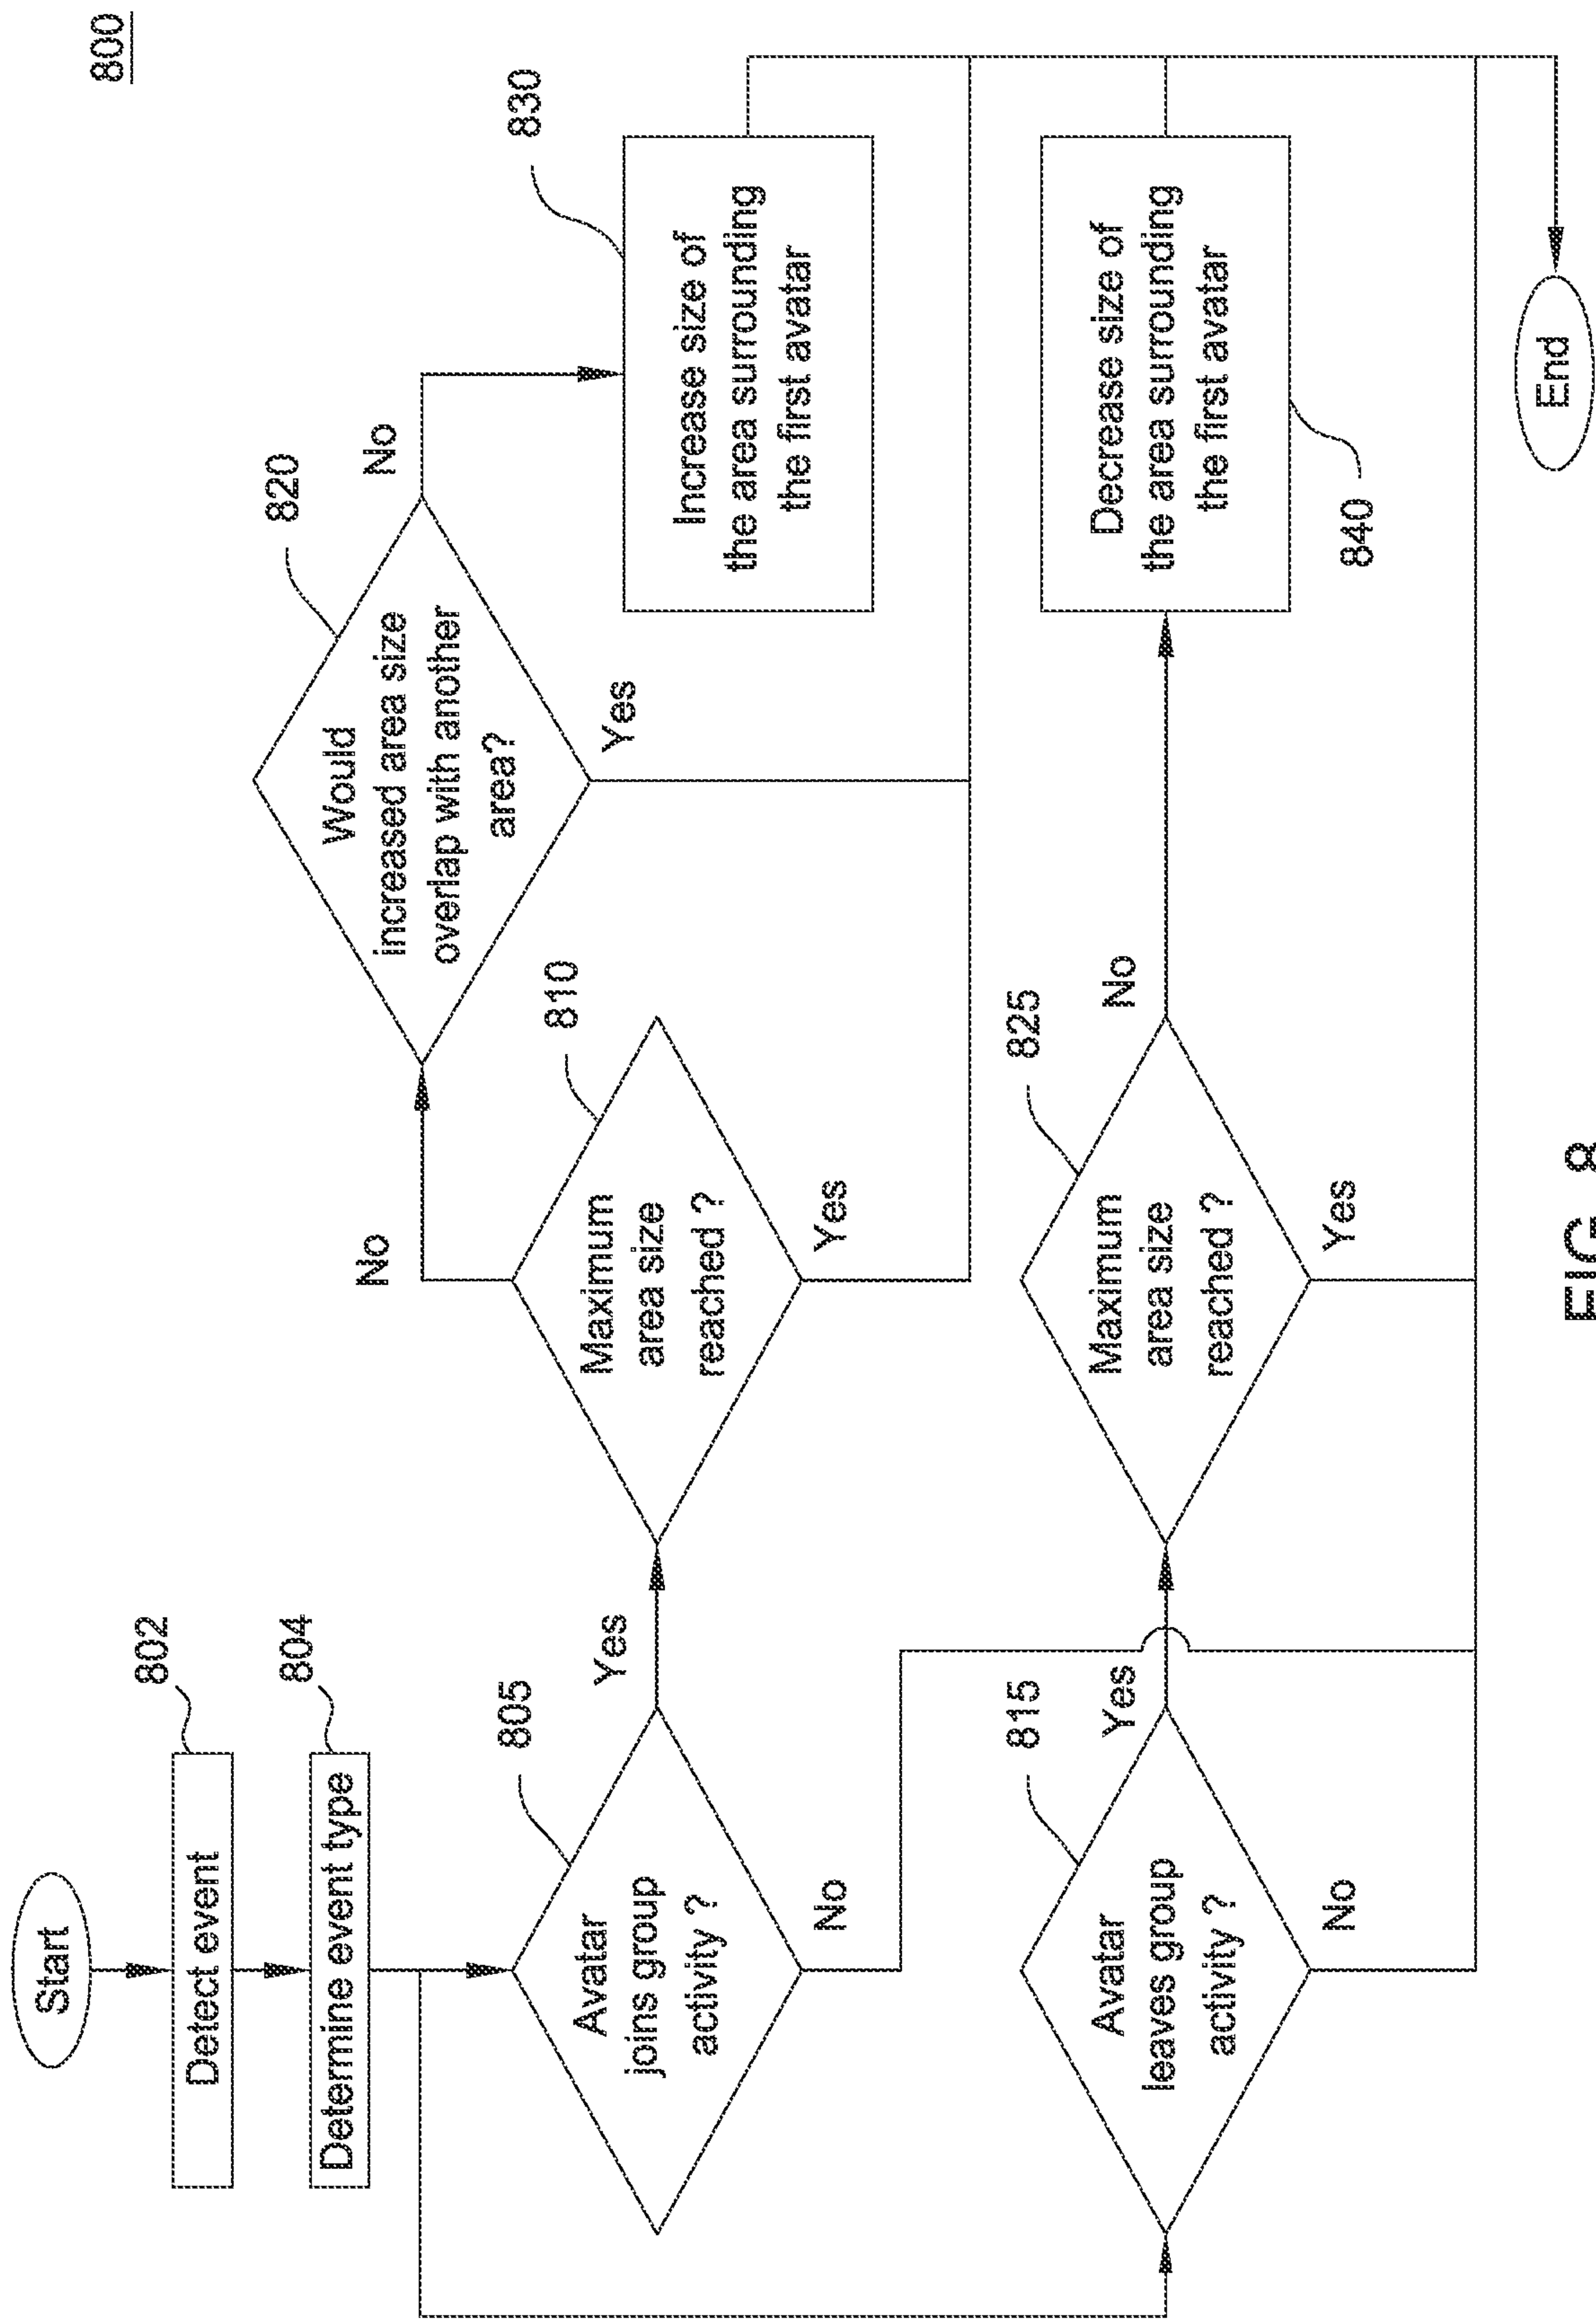 800
Start
Detect event
802
Determine event type
804
Avatar
joins group
activity ?
805
Yes
No
Maximum
area size
reached ?
810
No
Yes
Would
increased area size
overlap with another
area?
820
No
Yes
Increase size of
the area surrounding
the first avatar
830
Avatar
leaves group
activity ?
815
Yes
No
Maximum
area size
reached ?
825
No
Yes
Decrease size of
the area surrounding
the first avatar
840
End
FIG. 8